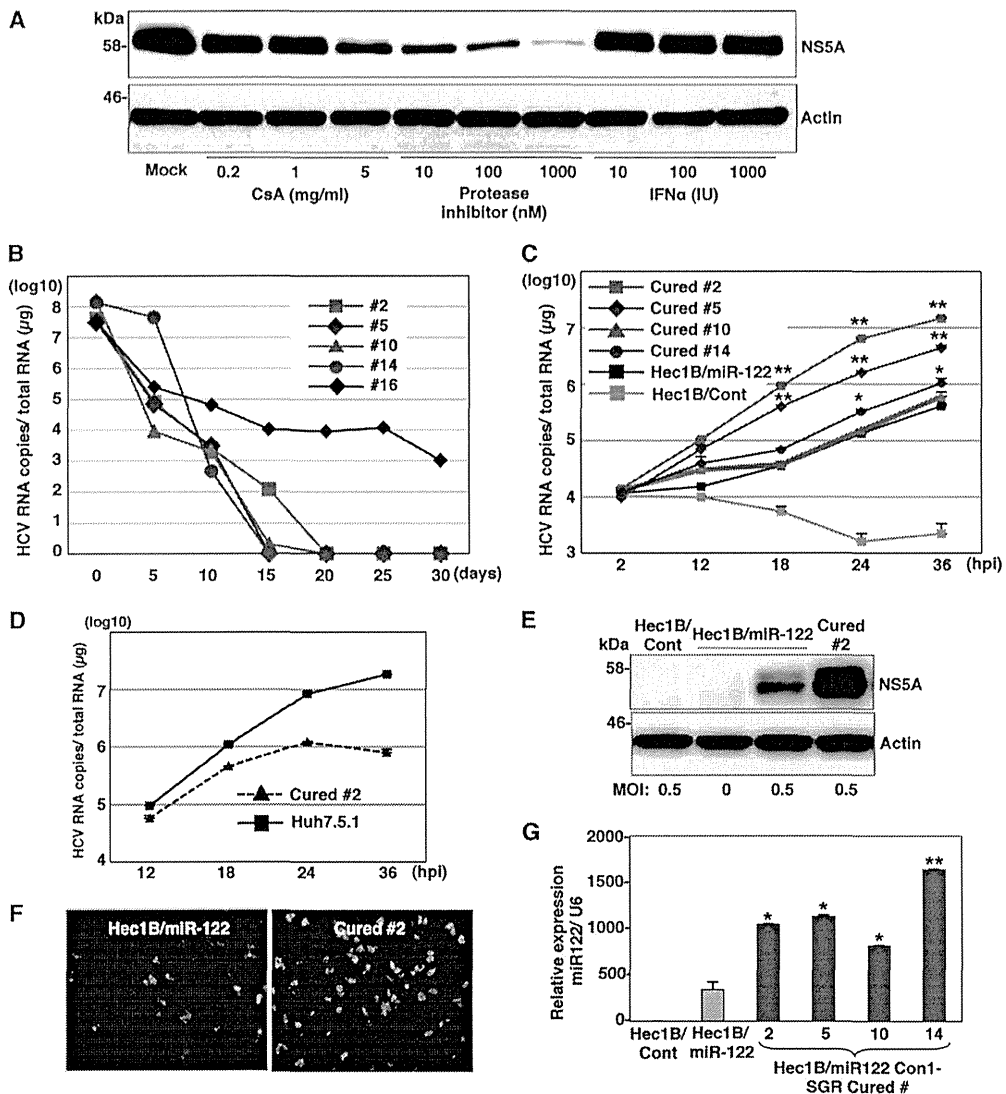 A
kDa
58-
NS5A
46-
Actin
Mock 0.2 1 5 10 100 1000 10 100 1000
CsA (mg/ml) Protease inhibitor (nM) IFNα (IU)
B
(log10)
HCV RNA copies/ total RNA (µg)
8
7
6
5
4
3
2
1
0
#2
#5
#10
#14
#16
0 5 10 15 20 25 30 (days)
C
(log10)
HCV RNA copies/ total RNA (µg)
7
6
5
4
3
Cured #2
Cured #5
Cured #10
Cured #14
Hec1B/miR-122
Hec1B/Cont
** ** ** ** ** * *
2 12 18 24 36 (hpi)
D
(log10)
HCV RNA copies/ total RNA (µg)
7
6
5
4
Cured #2
Huh7.5.1
12 18 24 36 (hpi)
E
kDa
Hec1B/ Cont
Hec1B/miR-122
Cured #2
58-
NS5A
46-
Actin
MOI: 0.5 0 0.5 0.5
F
Hec1B/miR-122
Cured #2
G
Relative expression
miR122/ U6
2000
1500
1000
500
0
* * * **
Hec1B/ Cont
Hec1B/ miR-122
2 5 10 14
Hec1B/miR122 Con1-
SGR Cured #